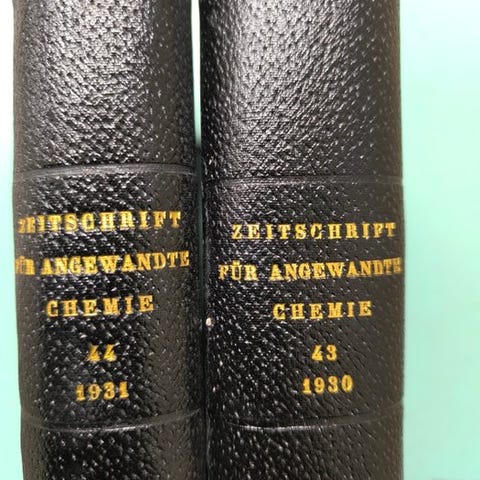 ZEITSCHRIFT
FÜR ANGEWANDTE
CHEMIE
44
1931
ZEITSCHRIFT
FÜR ANGEWANDTE
CHEMIE
43
1930